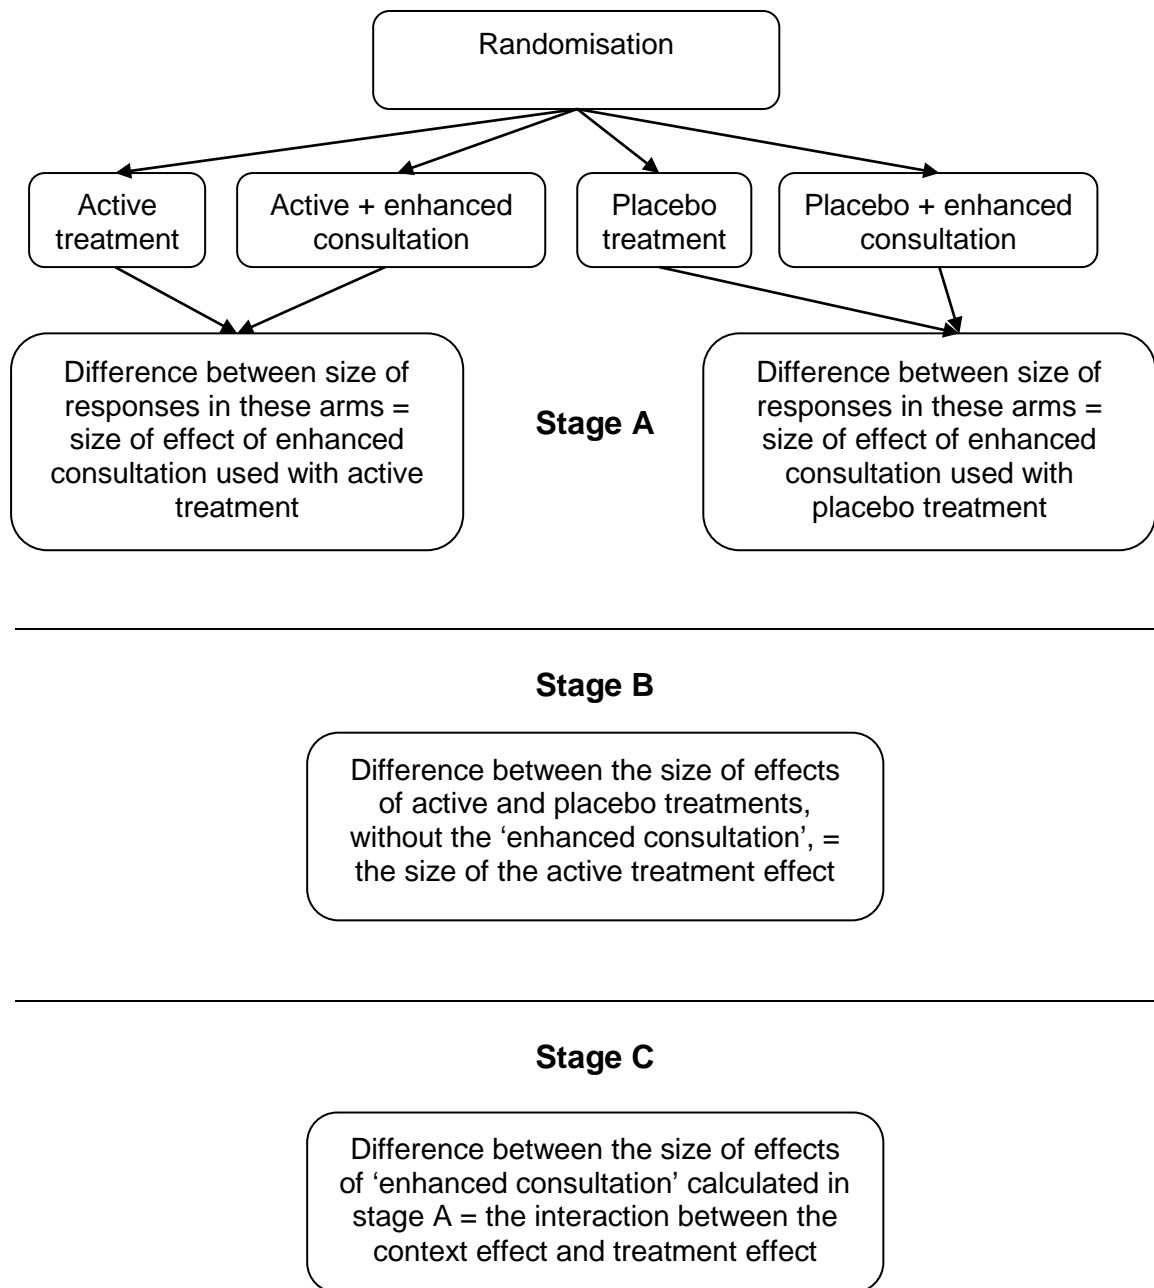 Randomisation
Active
treatment
Active + enhanced
consultation
Placebo
treatment
Placebo + enhanced
consultation
Difference between size of
responses in these arms =
size of effect of enhanced
consultation used with active
treatment
Stage A
Difference between size of
responses in these arms =
size of effect of enhanced
consultation used with
placebo treatment
Stage B
Difference between the size of effects
of active and placebo treatments,
without the ‘enhanced consultation’, =
the size of the active treatment effect
Stage C
Difference between the size of effects
of ‘enhanced consultation’ calculated in
stage A = the interaction between the
context effect and treatment effect